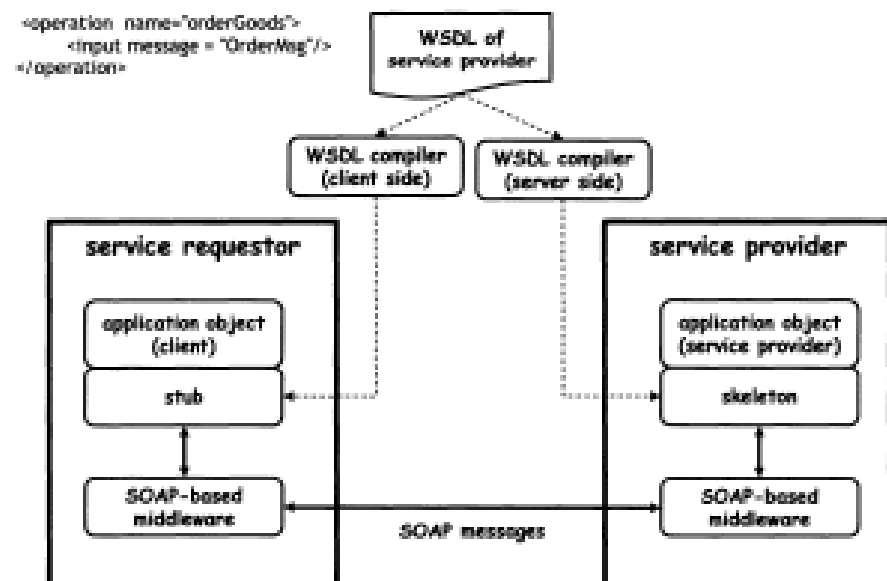 <operation name="orderGoods">
<input message = "OrderMsg"/>
</operation>
WSDL of
service provider
WSDL compiler
(client side)
WSDL compiler
(server side)
service requestor
service provider
application object
(client)
application object
(service provider)
stub
skeleton
SOAP-based
middleware
SOAP-based
middleware
SOAP messages